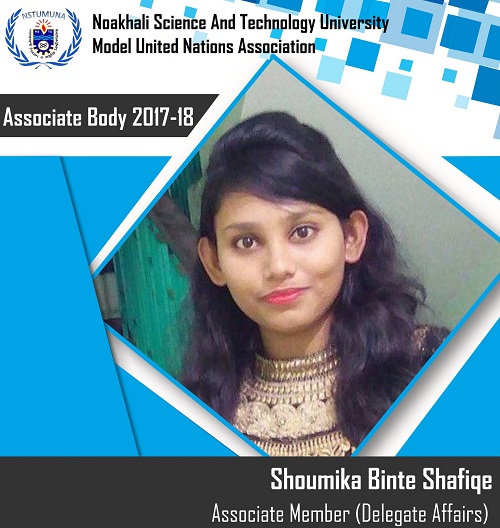 NSTUMUNA
Noakhali Science And Technology University
Model United Nations Association
Associate Body 2017-18
Shoumika Binte Shafiqe
Associate Member (Delegate Affairs)